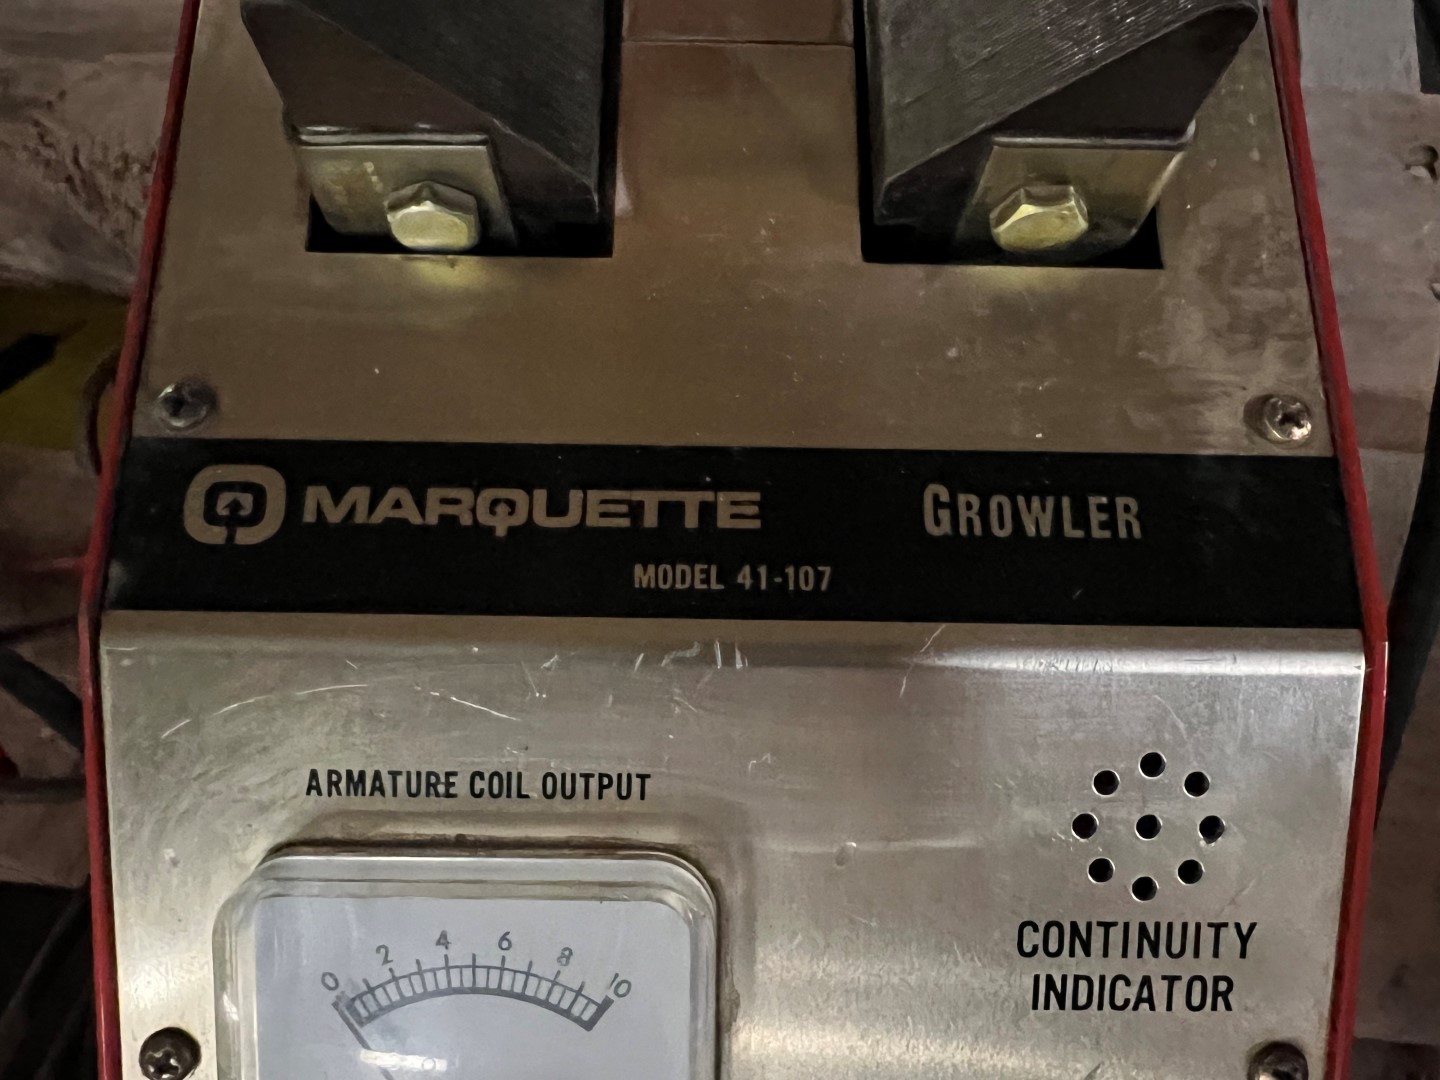 MARQUETTE GROWLER
MODEL 41-107
ARMATURE COIL OUTPUT
0 2 4 6 8 10
CONTINUITY
INDICATOR